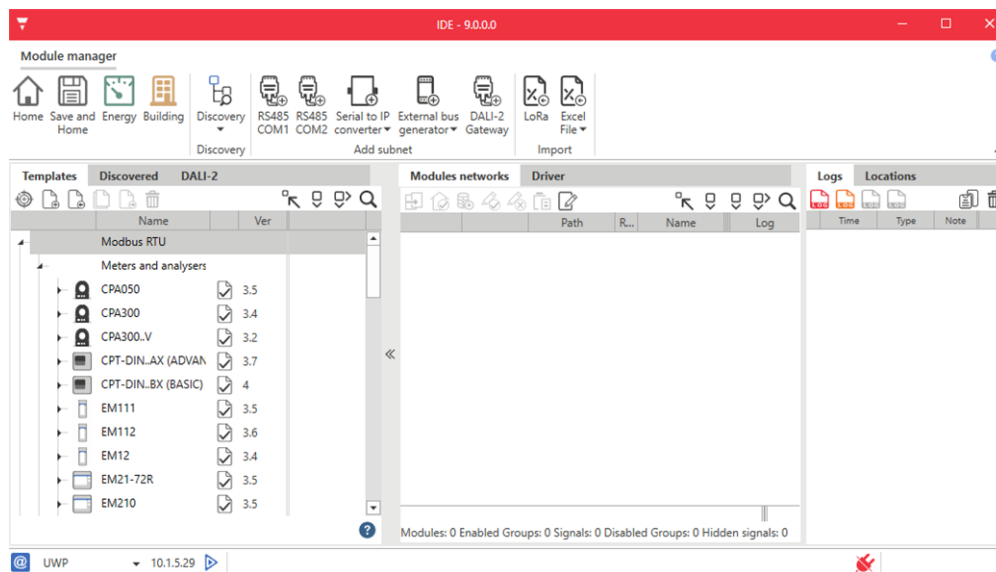 IDE - 9.0.0.0
Module manager
Home Save and Home Energy Building Discovery RS485 COM1 RS485 COM2 Serial to IP converter External bus generator DALI-2 Gateway LoRa Excel File
Discovery Add subnet Import
Templates Discovered DALI-2 Modules networks Driver Logs Locations
LOG LOG LOG LOG
Name Ver Path R... Name Log Time Type Note
Modbus RTU
Meters and analysers
CPA050 3.5
CPA300 3.4
CPA300..V 3.2
CPT-DIN..AX (ADVAN 3.7
CPT-DIN..BX (BASIC) 4
EM111 3.5
EM112 3.6
EM12 3.4
EM21-72R 3.5
EM210 3.5
Modules: 0 Enabled Groups: 0 Signals: 0 Disabled Groups: 0 Hidden signals: 0
UWP 10.1.5.29